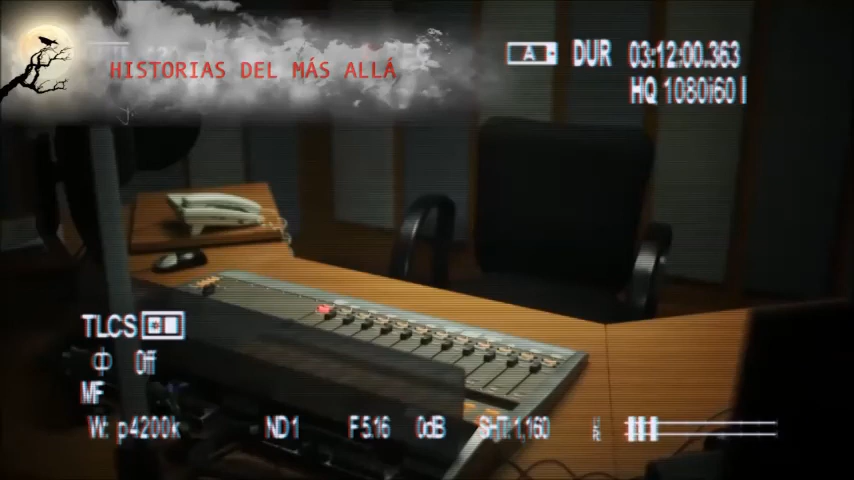 HISTORIAS DEL MÁS ALLÁ
A
DUR 03:12:00.363
HQ 1080i60
TLCS
Off
MF
W: p4200k ND1 F5.16 0dB SHT:1,160